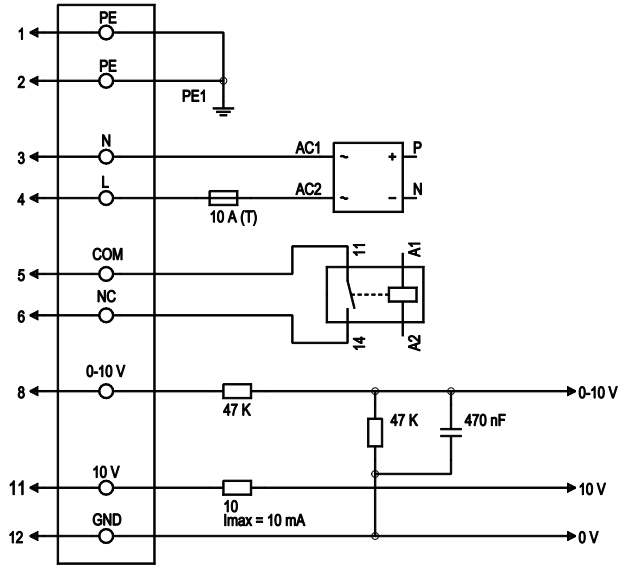 PE
1
PE
2
PE1
N
3
AC1
~ + P
L
4
AC2
~ − N
10 A (T)
COM
5
11
A1
NC
6
14
A2
0-10 V
8
47 K
0-10 V
47 K
470 nF
10 V
11
10
Imax = 10 mA
10 V
GND
12
0 V